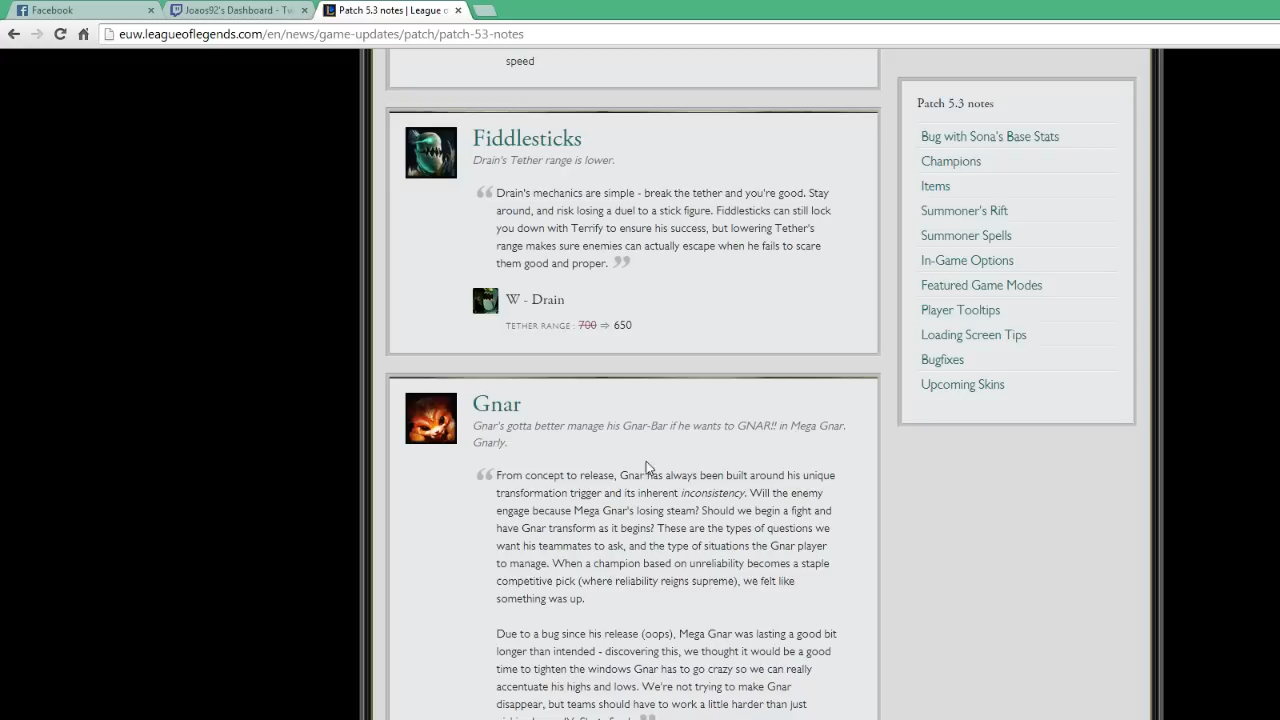 Facebook
Joaos92's Dashboard - Tw
Patch 5.3 notes | League o
euw.leagueoflegends.com/en/news/game-updates/patch/patch-53-notes
speed
Fiddlesticks
Drain's Tether range is lower.
Drain's mechanics are simple - break the tether and you're good. Stay
around, and risk losing a duel to a stick figure. Fiddlesticks can still lock
you down with Terrify to ensure his success, but lowering Tether's
range makes sure enemies can actually escape when he fails to scare
them good and proper.
W - Drain
TETHER RANGE : 700 ⇒ 650
Gnar
Gnar's gotta better manage his Gnar-Bar if he wants to GNAR!! in Mega Gnar.
Gnarly.
From concept to release, Gnar has always been built around his unique
transformation trigger and its inherent inconsistency. Will the enemy
engage because Mega Gnar's losing steam? Should we begin a fight and
have Gnar transform as it begins? These are the types of questions we
want his teammates to ask, and the type of situations the Gnar player
to manage. When a champion based on unreliability becomes a staple
competitive pick (where reliability reigns supreme), we felt like
something was up.
Due to a bug since his release (oops), Mega Gnar was lasting a good bit
longer than intended - discovering this, we thought it would be a good
time to tighten the windows Gnar has to go crazy so we can really
accentuate his highs and lows. We're not trying to make Gnar
disappear, but teams should have to work a little harder than just
Patch 5.3 notes
Bug with Sona's Base Stats
Champions
Items
Summoner's Rift
Summoner Spells
In-Game Options
Featured Game Modes
Player Tooltips
Loading Screen Tips
Bugfixes
Upcoming Skins